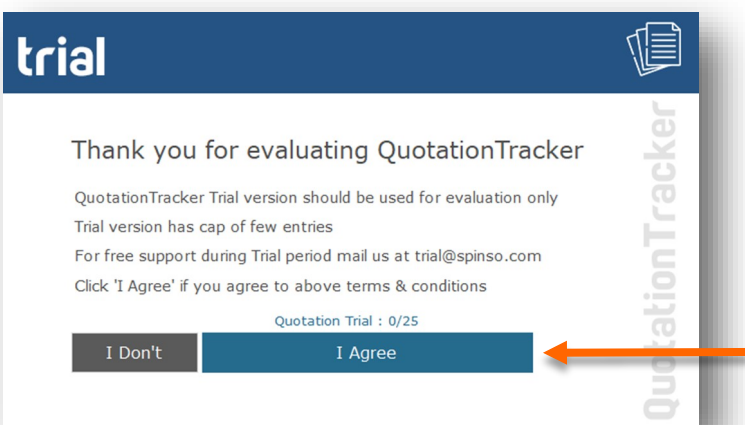 trial
Thank you for evaluating QuotationTracker
QuotationTracker Trial version should be used for evaluation only
Trial version has cap of few entries
For free support during Trial period mail us at trial@spinso.com
Click 'I Agree' if you agree to above terms & conditions
Quotation Trial : 0/25
I Don't
I Agree
QuotationTracker